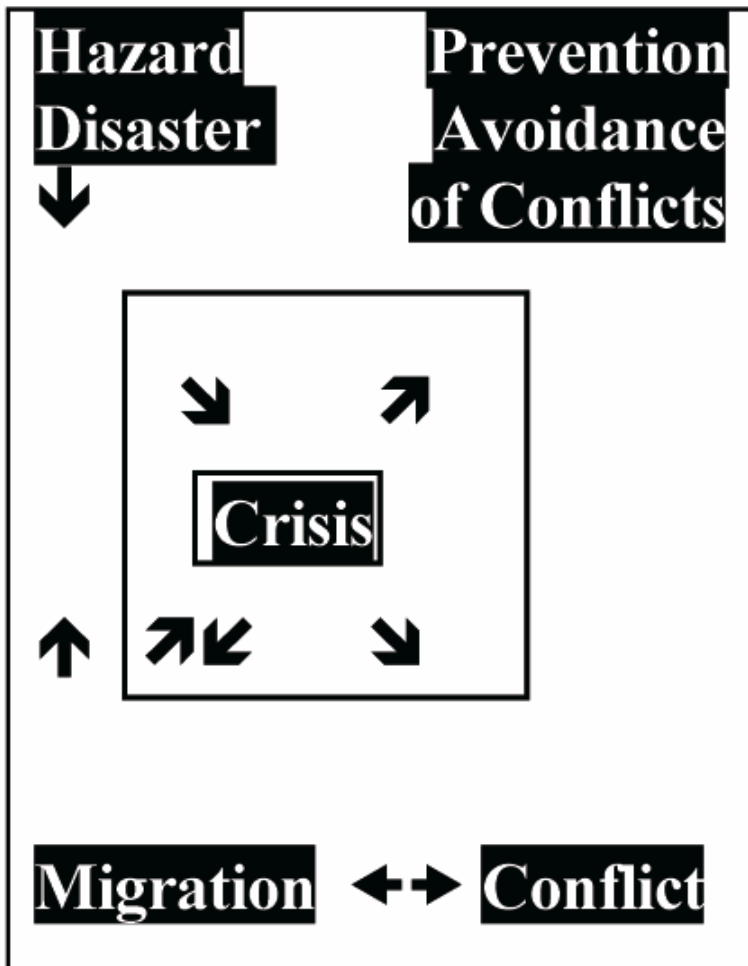 Hazard
Disaster
Prevention
Avoidance
of Conflicts
Crisis
Migration
Conflict